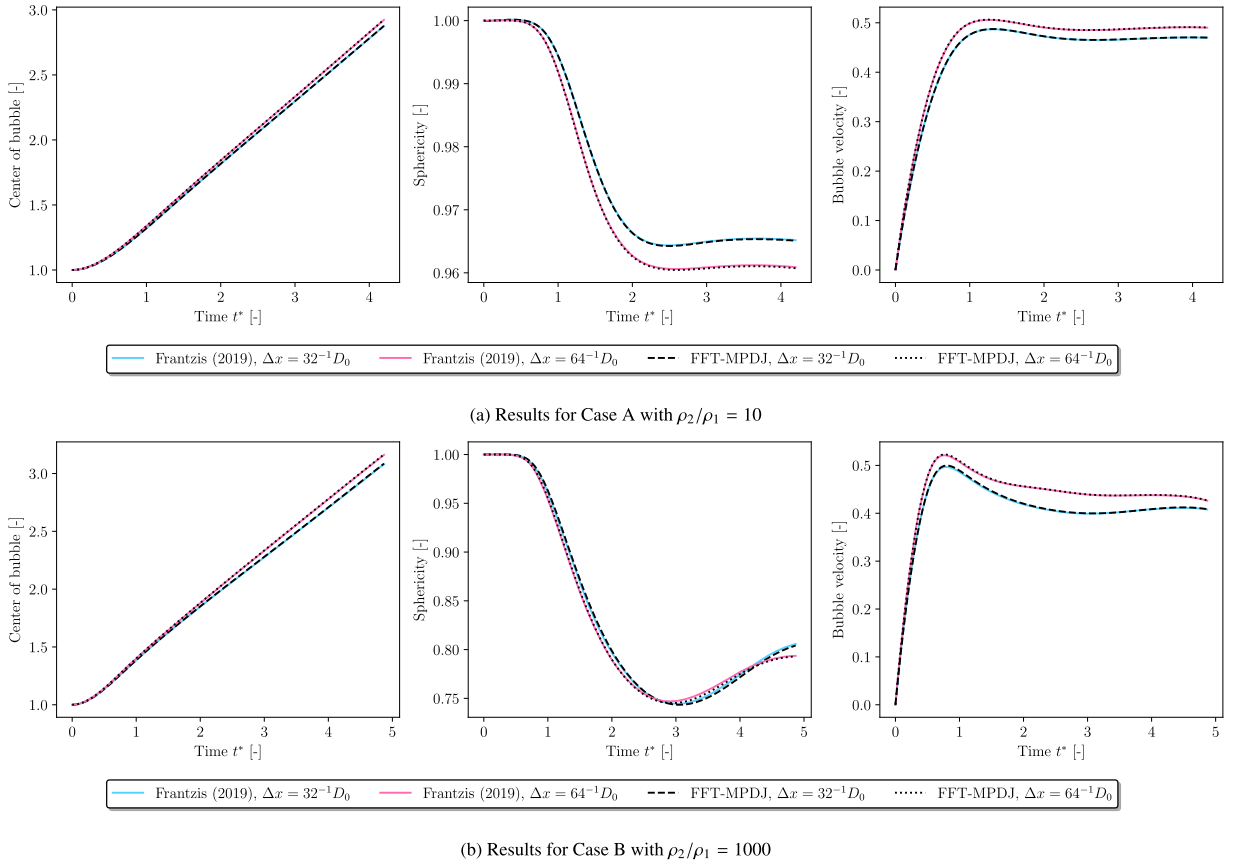 3.0
2.5
2.0
1.5
1.0
Center of bubble [-]
0 1 2 3 4
Time t* [-]
1.00
0.99
0.98
0.97
0.96
Sphericity [-]
0 1 2 3 4
Time t* [-]
0.5
0.4
0.3
0.2
0.1
0.0
Bubble velocity [-]
0 1 2 3 4
Time t* [-]
Frantzis (2019), Δx = 32⁻¹D₀ Frantzis (2019), Δx = 64⁻¹D₀ FFT-MPDJ, Δx = 32⁻¹D₀ FFT-MPDJ, Δx = 64⁻¹D₀
(a) Results for Case A with ρ₂/ρ₁ = 10
3.0
2.5
2.0
1.5
1.0
Center of bubble [-]
0 1 2 3 4 5
Time t* [-]
1.00
0.95
0.90
0.85
0.80
0.75
Sphericity [-]
0 1 2 3 4 5
Time t* [-]
0.5
0.4
0.3
0.2
0.1
0.0
Bubble velocity [-]
0 1 2 3 4 5
Time t* [-]
Frantzis (2019), Δx = 32⁻¹D₀ Frantzis (2019), Δx = 64⁻¹D₀ FFT-MPDJ, Δx = 32⁻¹D₀ FFT-MPDJ, Δx = 64⁻¹D₀
(b) Results for Case B with ρ₂/ρ₁ = 1000